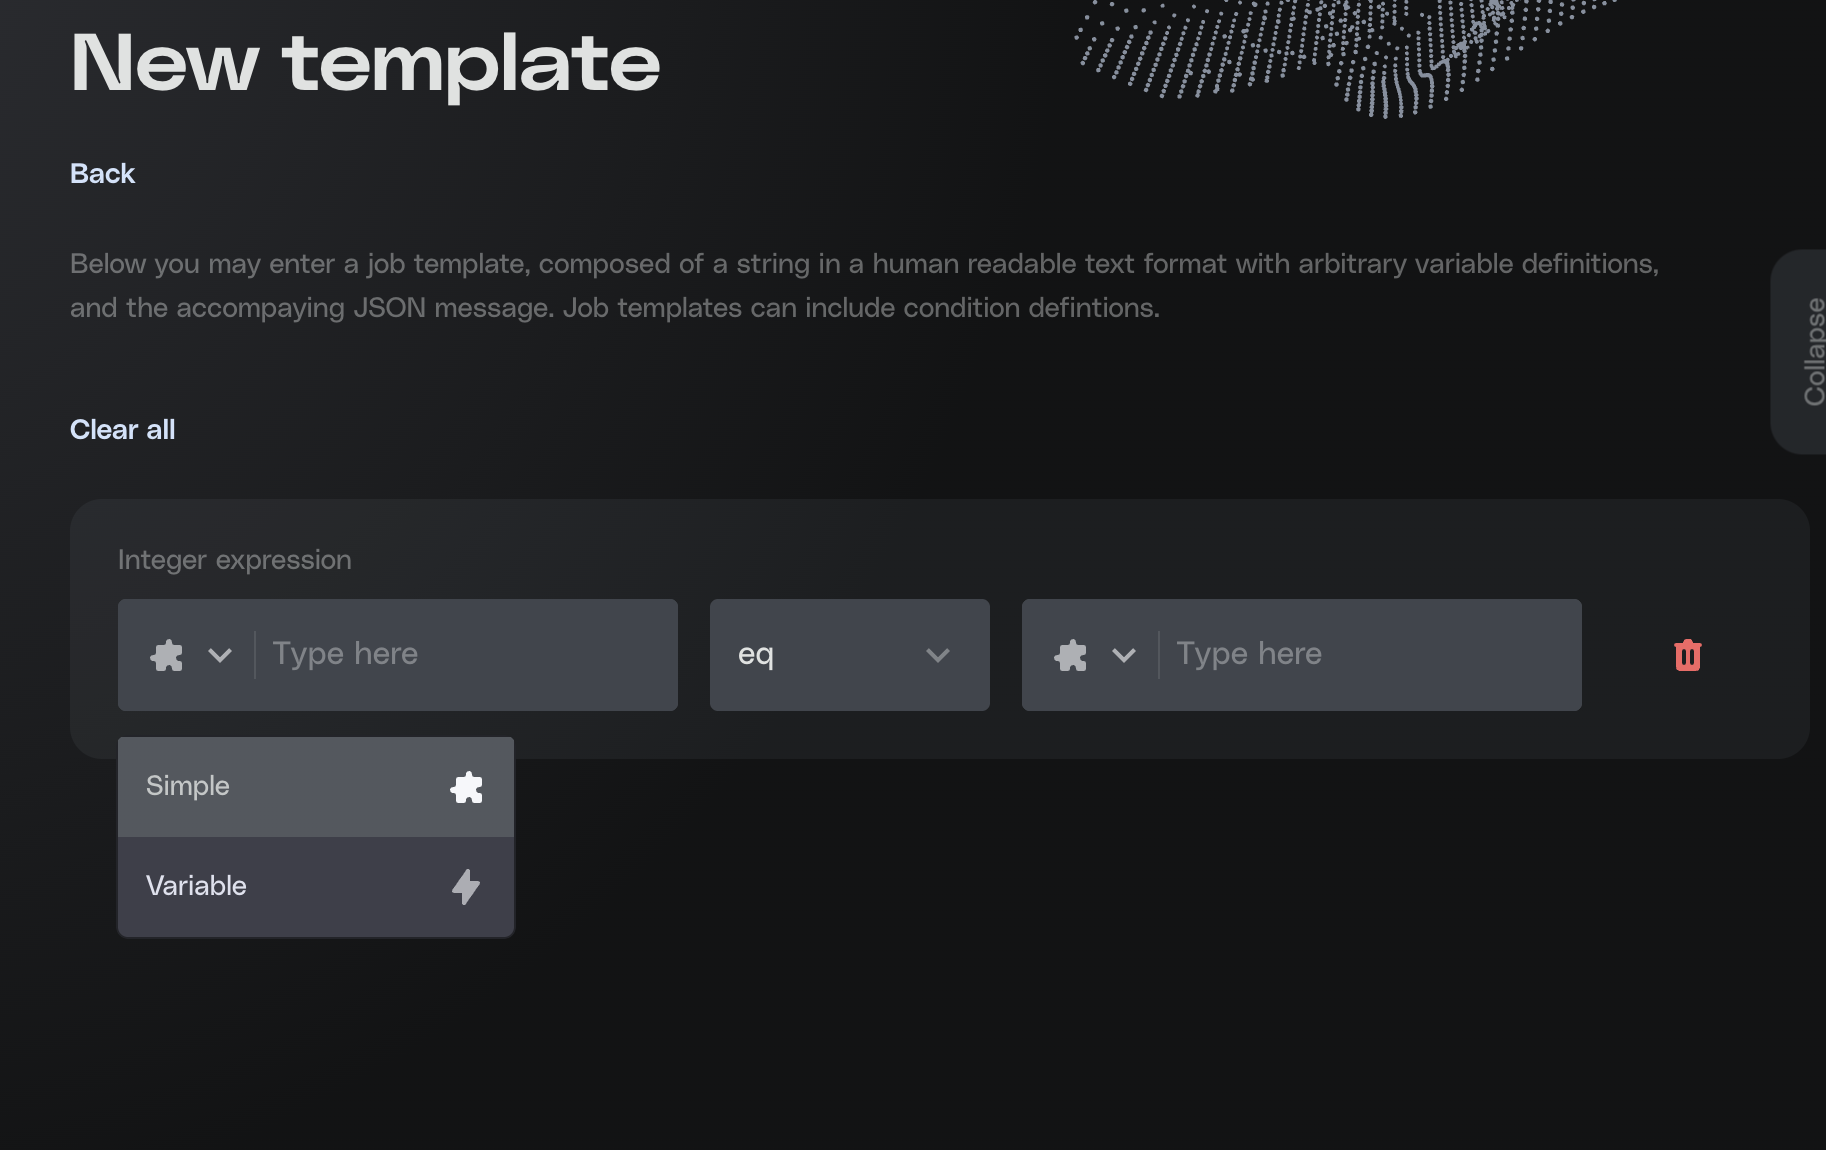 New template
Back
Below you may enter a job template, composed of a string in a human readable text format with arbitrary variable definitions,
and the accompaying JSON message. Job templates can include condition defintions.
Collapse
Clear all
Integer expression
Type here
eq
Type here
Simple
Variable